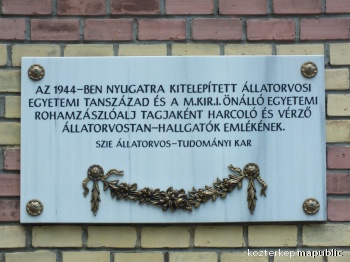 AZ 1944-BEN NYUGATRA KITELEPÍTETT ÁLLATORVOSI
EGYETEMI TANSZÁZAD ÉS A M.KIR.I. ÖNÁLLÓ EGYETEMI
ROHAMZÁSZLÓALJ TAGJAKÉNT HARCOLÓ ÉS VÉRZŐ
ÁLLATORVOSTAN-HALLGATÓK EMLÉKÉNEK.
SZIE ÁLLATORVOS-TUDOMÁNYI KAR
kozterkep.mapublic